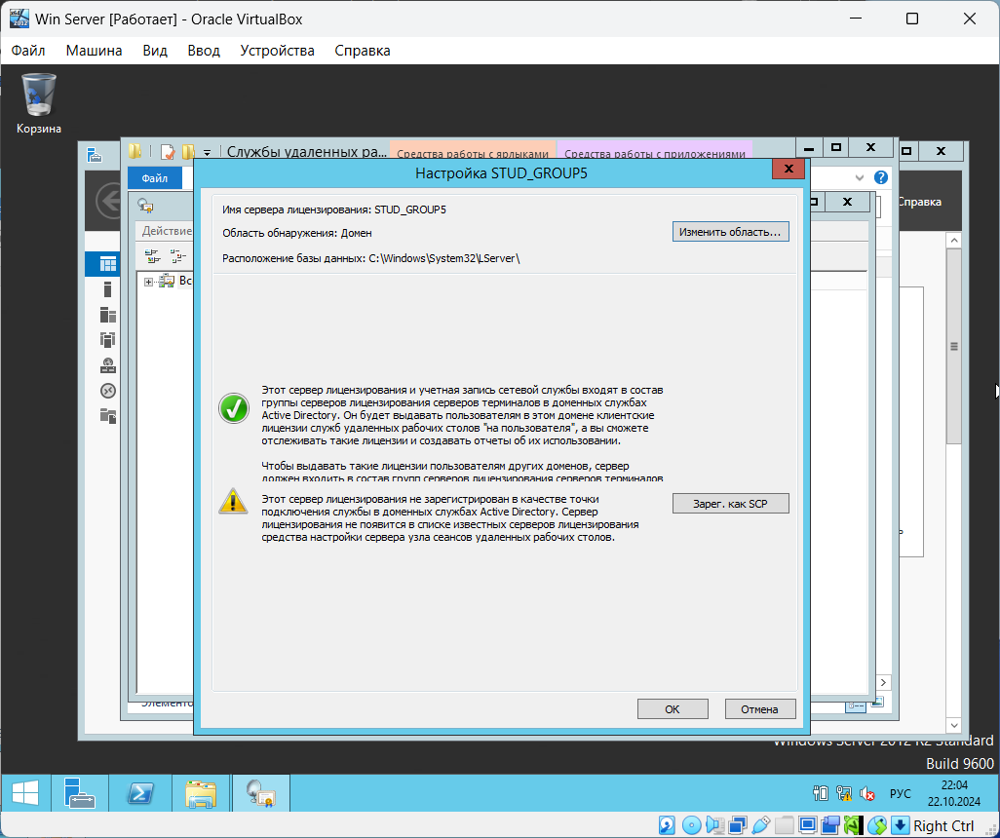 Win Server [Работает] - Oracle VirtualBox
Файл Машина Вид Ввод Устройства Справка
Корзина
Службы удаленных ра...
Средства работы с ярлыками
Средства работы с приложениями
Файл
Справка
Действие
Вс
Настройка STUD_GROUP5
Имя сервера лицензирования: STUD_GROUP5
Область обнаружения: Домен
Изменить область...
Расположение базы данных: C:\Windows\System32\LServer\
Этот сервер лицензирования и учетная запись сетевой службы входят в состав
группы серверов лицензирования серверов терминалов в доменных службах
Active Directory. Он будет выдавать пользователям в этом домене клиентские
лицензии служб удаленных рабочих столов "на пользователя", а вы сможете
отслеживать такие лицензии и создавать отчеты об их использовании.
Чтобы выдавать такие лицензии пользователям других доменов, сервер
должен входить в состав групп серверов лицензирования серверов терминалов
Этот сервер лицензирования не зарегистрирован в качестве точки
подключения службы в доменных службах Active Directory. Сервер
лицензирования не появится в списке известных серверов лицензирования
средства настройки сервера узла сеансов удаленных рабочих столов.
Зарег. как SCP
OK
Отмена
Элементо
Windows Server 2012 R2 Standard
Build 9600
РУС
22:04
22.10.2024
Right Ctrl